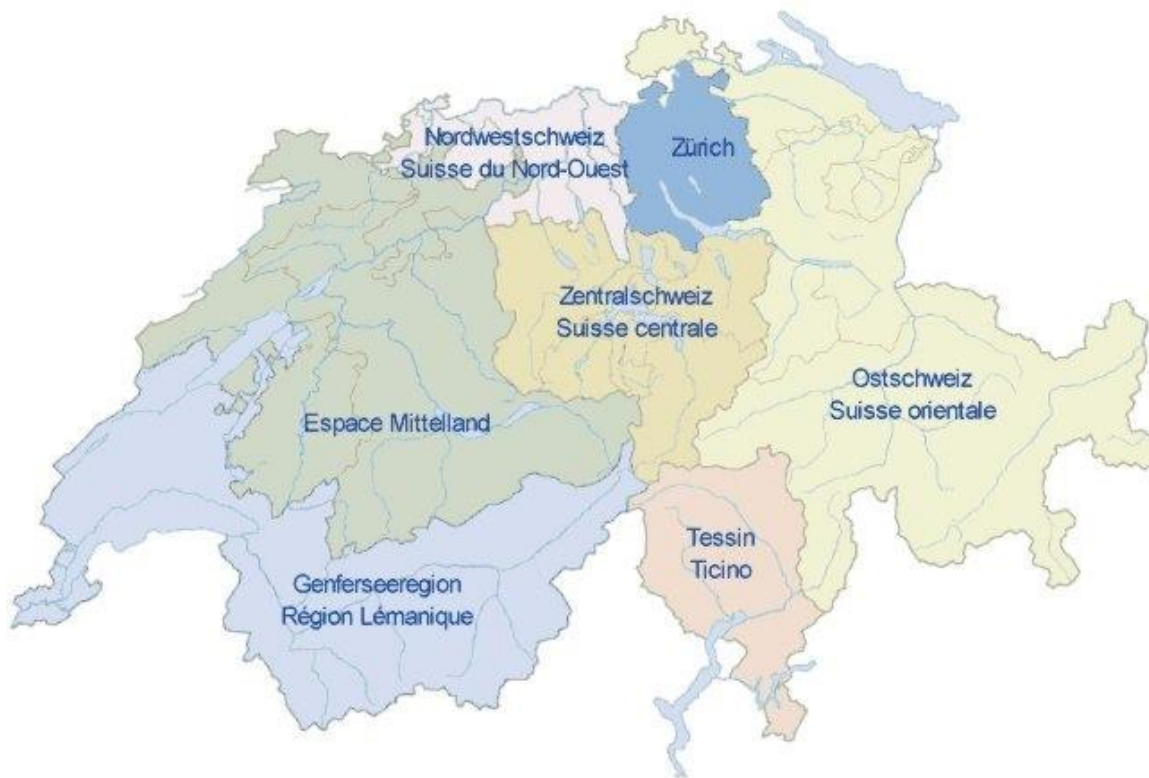 Nordwestschweiz
Suisse du Nord-Ouest
Zürich
Zentralschweiz
Suisse centrale
Ostschweiz
Suisse orientale
Espace Mittelland
Tessin
Ticino
Genferseeregion
Région Lémanique